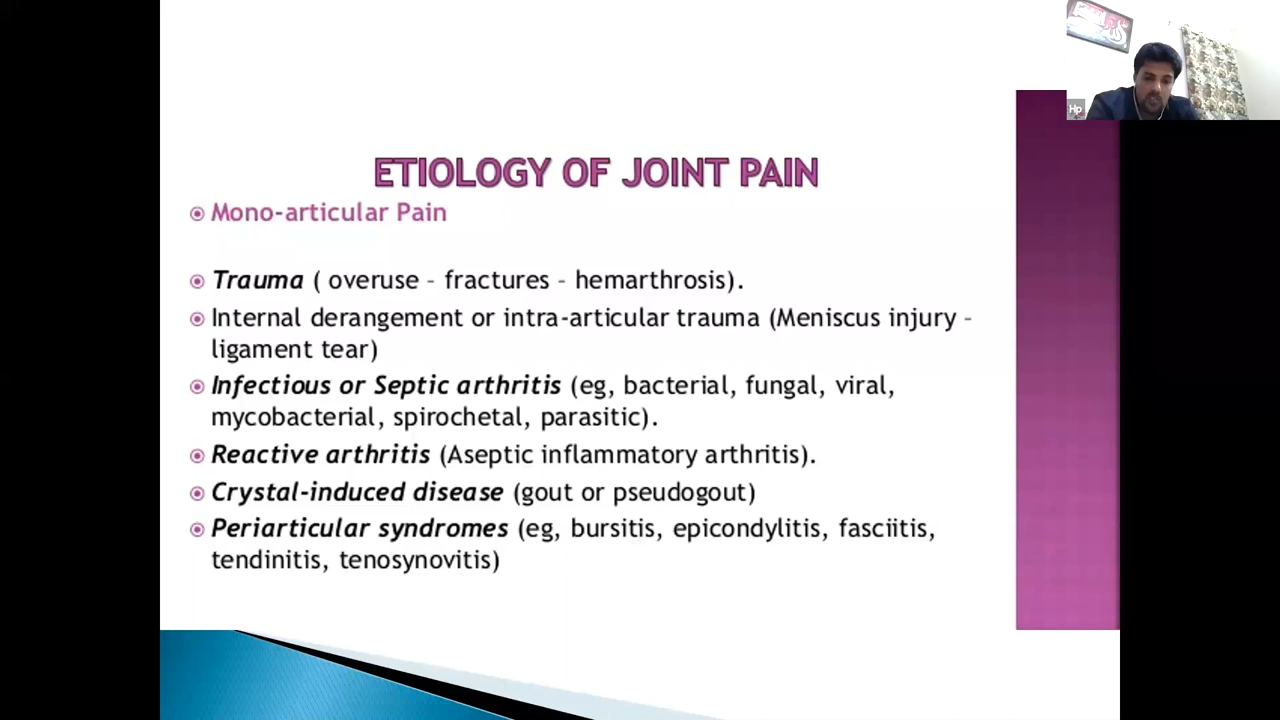 ETIOLOGY OF JOINT PAIN
Mono-articular Pain
Trauma ( overuse – fractures – hemarthrosis).
Internal derangement or intra-articular trauma (Meniscus injury –
ligament tear)
Infectious or Septic arthritis (eg, bacterial, fungal, viral,
mycobacterial, spirochetal, parasitic).
Reactive arthritis (Aseptic inflammatory arthritis).
Crystal-induced disease (gout or pseudogout)
Periarticular syndromes (eg, bursitis, epicondylitis, fasciitis,
tendinitis, tenosynovitis)
Hp